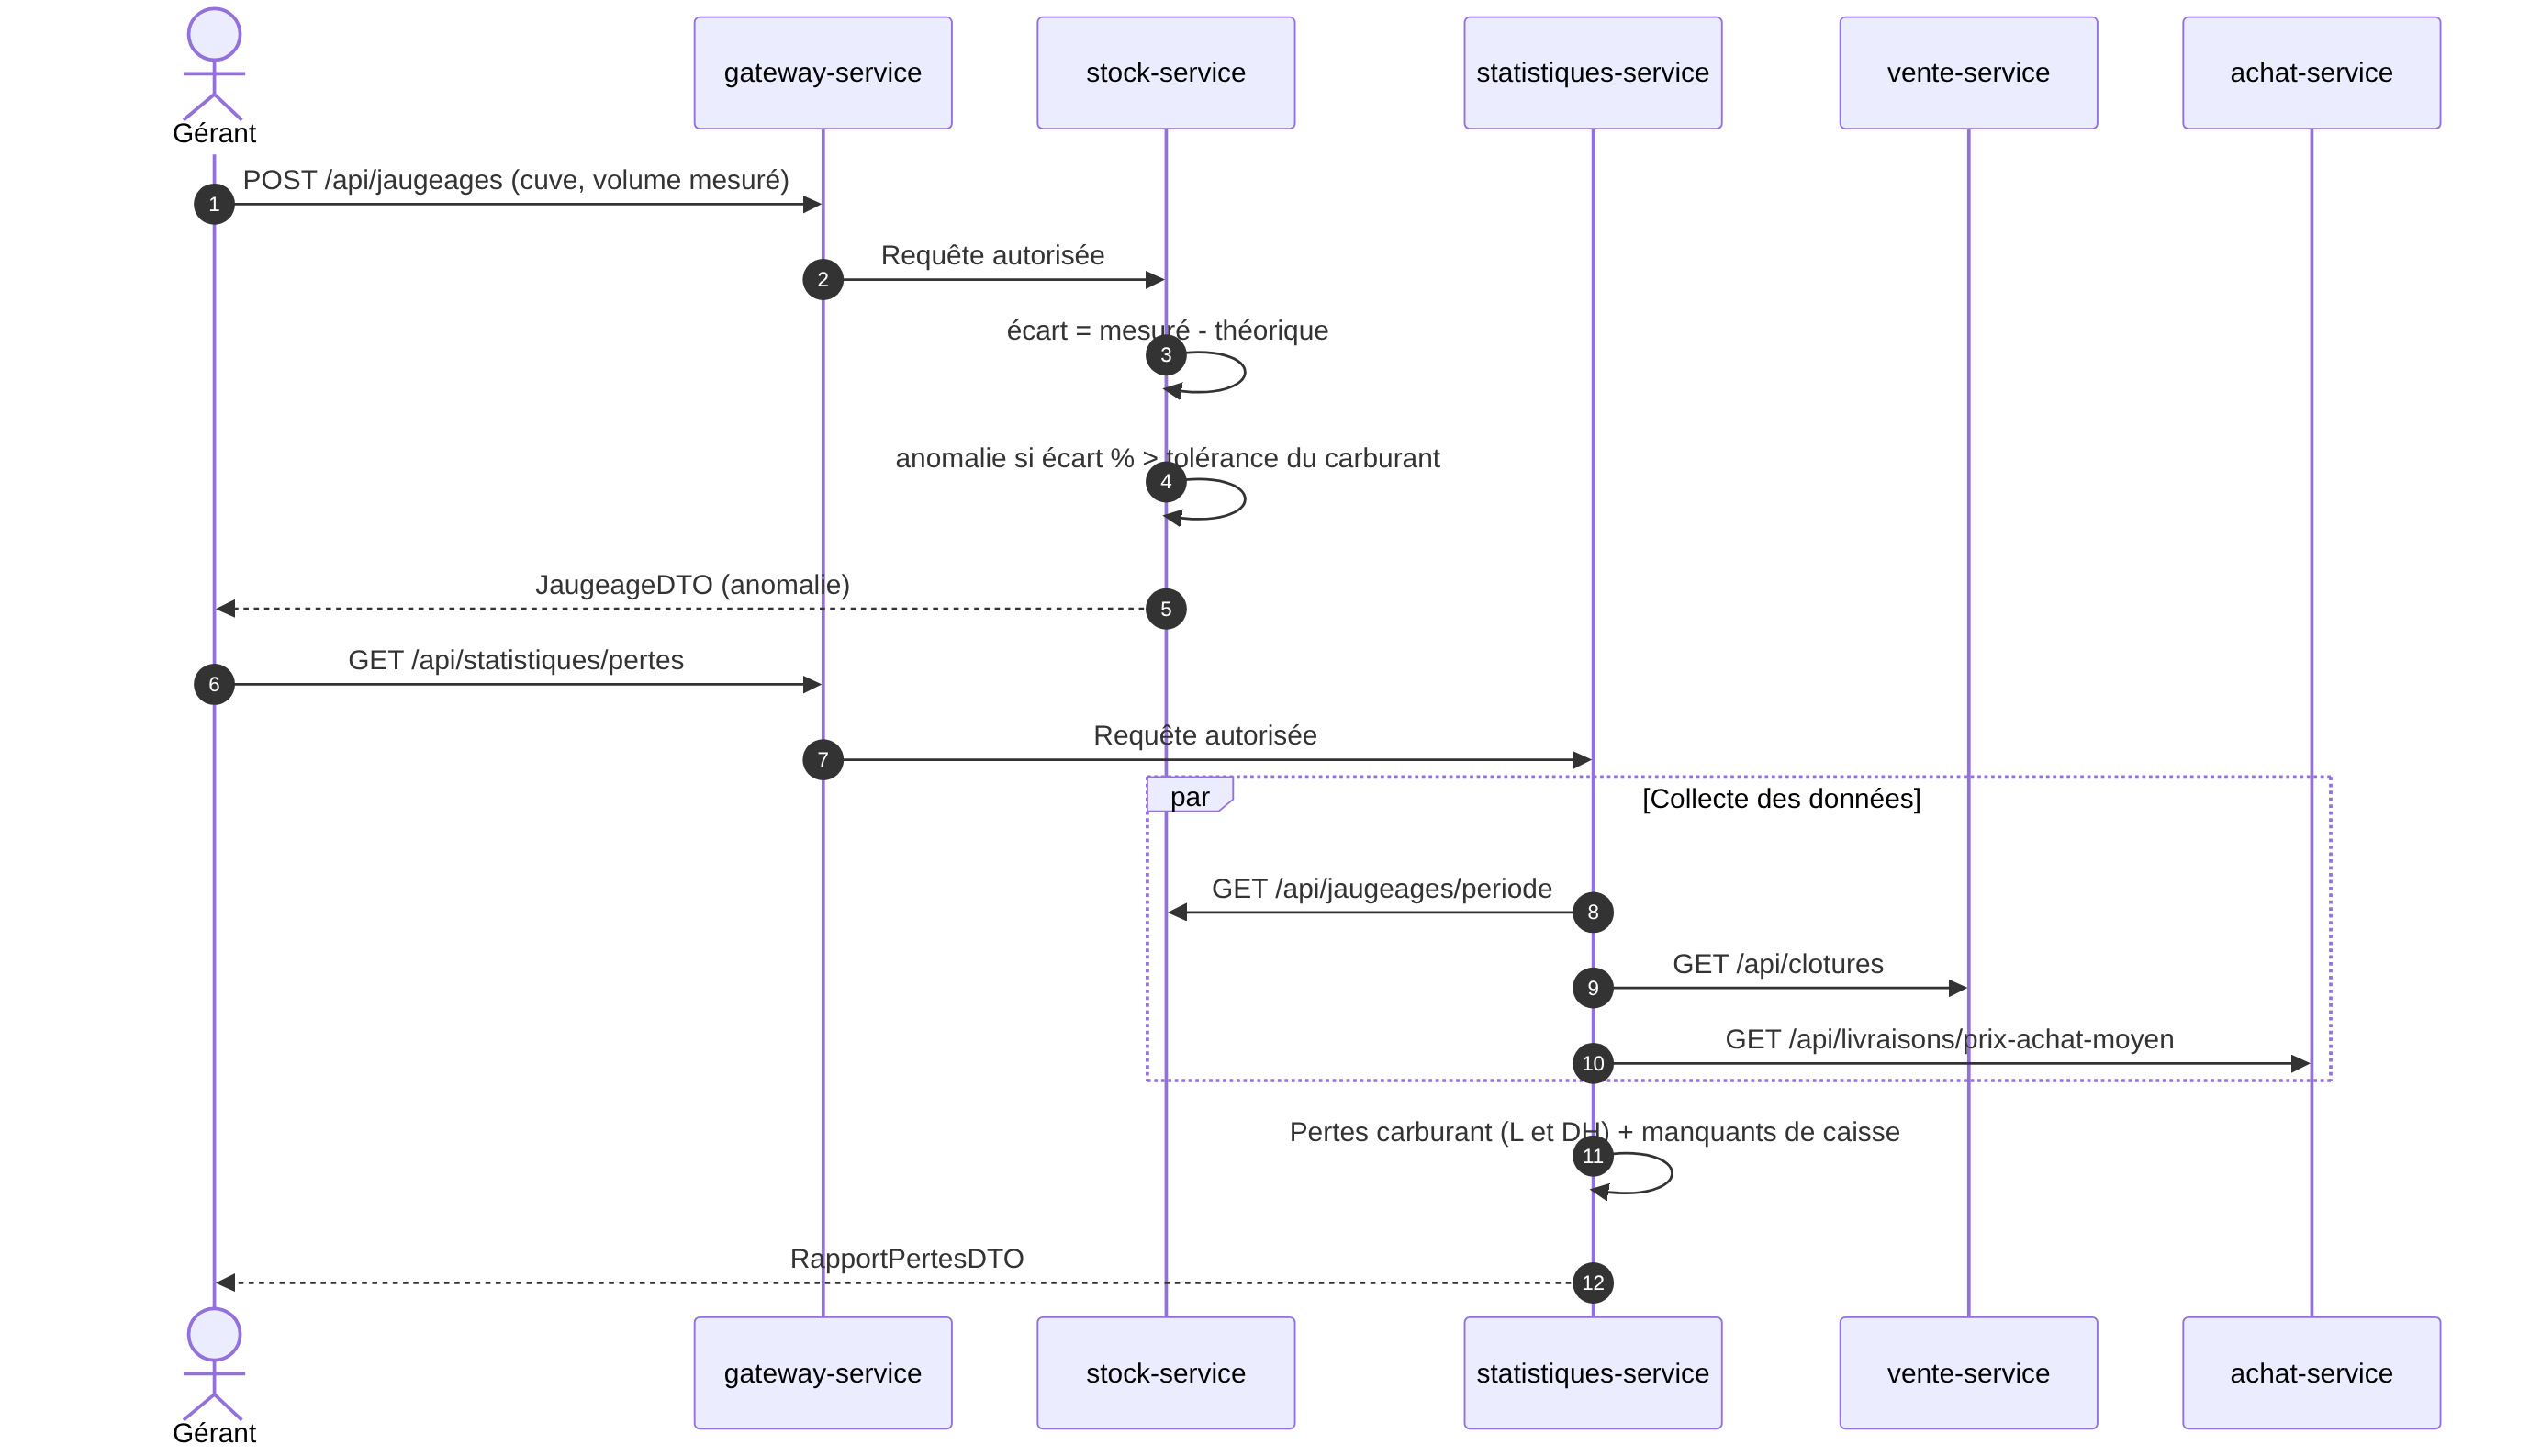 Gérant
gateway-service
stock-service
statistiques-service
vente-service
achat-service
POST /api/jaugeages (cuve, volume mesuré)
1
Requête autorisée
2
écart = mesuré - théorique
3
anomalie si écart % > tolérance du carburant
4
JaugeageDTO (anomalie)
5
GET /api/statistiques/pertes
6
Requête autorisée
7
par
[Collecte des données]
GET /api/jaugeages/periode
8
GET /api/clotures
9
GET /api/livraisons/prix-achat-moyen
10
Pertes carburant (L et DH) + manquants de caisse
11
RapportPertesDTO
12
Gérant
gateway-service
stock-service
statistiques-service
vente-service
achat-service